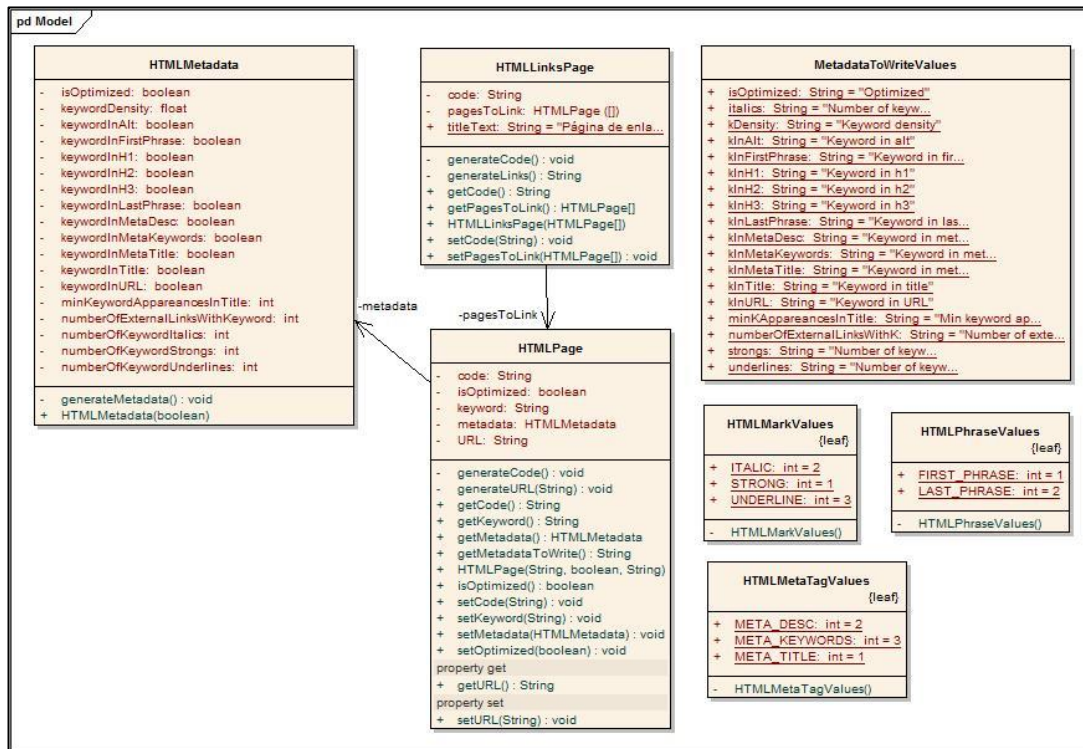 pd Model
HTMLMetadata
- isOptimized: boolean
- keywordDensity: float
- keywordInAlt: boolean
- keywordInFirstPhrase: boolean
- keywordInH1: boolean
- keywordInH2: boolean
- keywordInH3: boolean
- keywordInLastPhrase: boolean
- keywordInMetaDesc: boolean
- keywordInMetaKeywords: boolean
- keywordInMetaTitle: boolean
- keywordInTitle: boolean
- keywordInURL: boolean
- minKeywordAppareancesInTitle: int
- numberOfExternalLinksWithKeyword: int
- numberOfKeywordItalics: int
- numberOfKeywordStrongs: int
- numberOfKeywordUnderlines: int
- generateMetadata() : void
+ HTMLMetadata(boolean)
HTMLLinksPage
- code: String
- pagesToLink: HTMLPage ([])
+ titleText: String = "Página de enla...
- generateCode() : void
- generateLinks() : String
+ getCode() : String
+ getPagesToLink() : HTMLPage[]
+ HTMLLinksPage(HTMLPage[])
+ setCode(String) : void
+ setPagesToLink(HTMLPage[]) : void
-metadata
-pagesToLink
HTMLPage
- code: String
- isOptimized: boolean
- keyword: String
- metadata: HTMLMetadata
- URL: String
- generateCode() : void
- generateURL(String) : void
+ getCode() : String
+ getKeyword() : String
+ getMetadata() : HTMLMetadata
+ getMetadataToWrite() : String
+ HTMLPage(String, boolean, String)
+ isOptimized() : boolean
+ setCode(String) : void
+ setKeyword(String) : void
+ setMetadata(HTMLMetadata) : void
+ setOptimized(boolean) : void
property get
+ getURL() : String
property set
+ setURL(String) : void
MetadataToWriteValues
+ isOptimized: String = "Optimized"
+ italics: String = "Number of keyw...
+ kDensity: String = "Keyword density"
+ kInAlt: String = "Keyword in alt"
+ kInFirstPhrase: String = "Keyword in fir...
+ kInH1: String = "Keyword in h1"
+ kInH2: String = "Keyword in h2"
+ kInH3: String = "Keyword in h3"
+ kInLastPhrase: String = "Keyword in las...
+ kInMetaDesc: String = "Keyword in met...
+ kInMetaKeywords: String = "Keyword in met...
+ kInMetaTitle: String = "Keyword in met...
+ kInTitle: String = "Keyword in title"
+ kInURL: String = "Keyword in URL"
+ minKAppareancesInTitle: String = "Min keyword ap...
+ numberOfExternalLinksWithK: String = "Number of exte...
+ strongs: String = "Number of keyw...
+ underlines: String = "Number of keyw...
HTMLMarkValues
{leaf}
+ ITALIC: int = 2
+ STRONG: int = 1
+ UNDERLINE: int = 3
- HTMLMarkValues()
HTMLPhraseValues
{leaf}
+ FIRST_PHRASE: int = 1
+ LAST_PHRASE: int = 2
- HTMLPhraseValues()
HTMLMetaTagValues
{leaf}
+ META_DESC: int = 2
+ META_KEYWORDS: int = 3
+ META_TITLE: int = 1
- HTMLMetaTagValues()